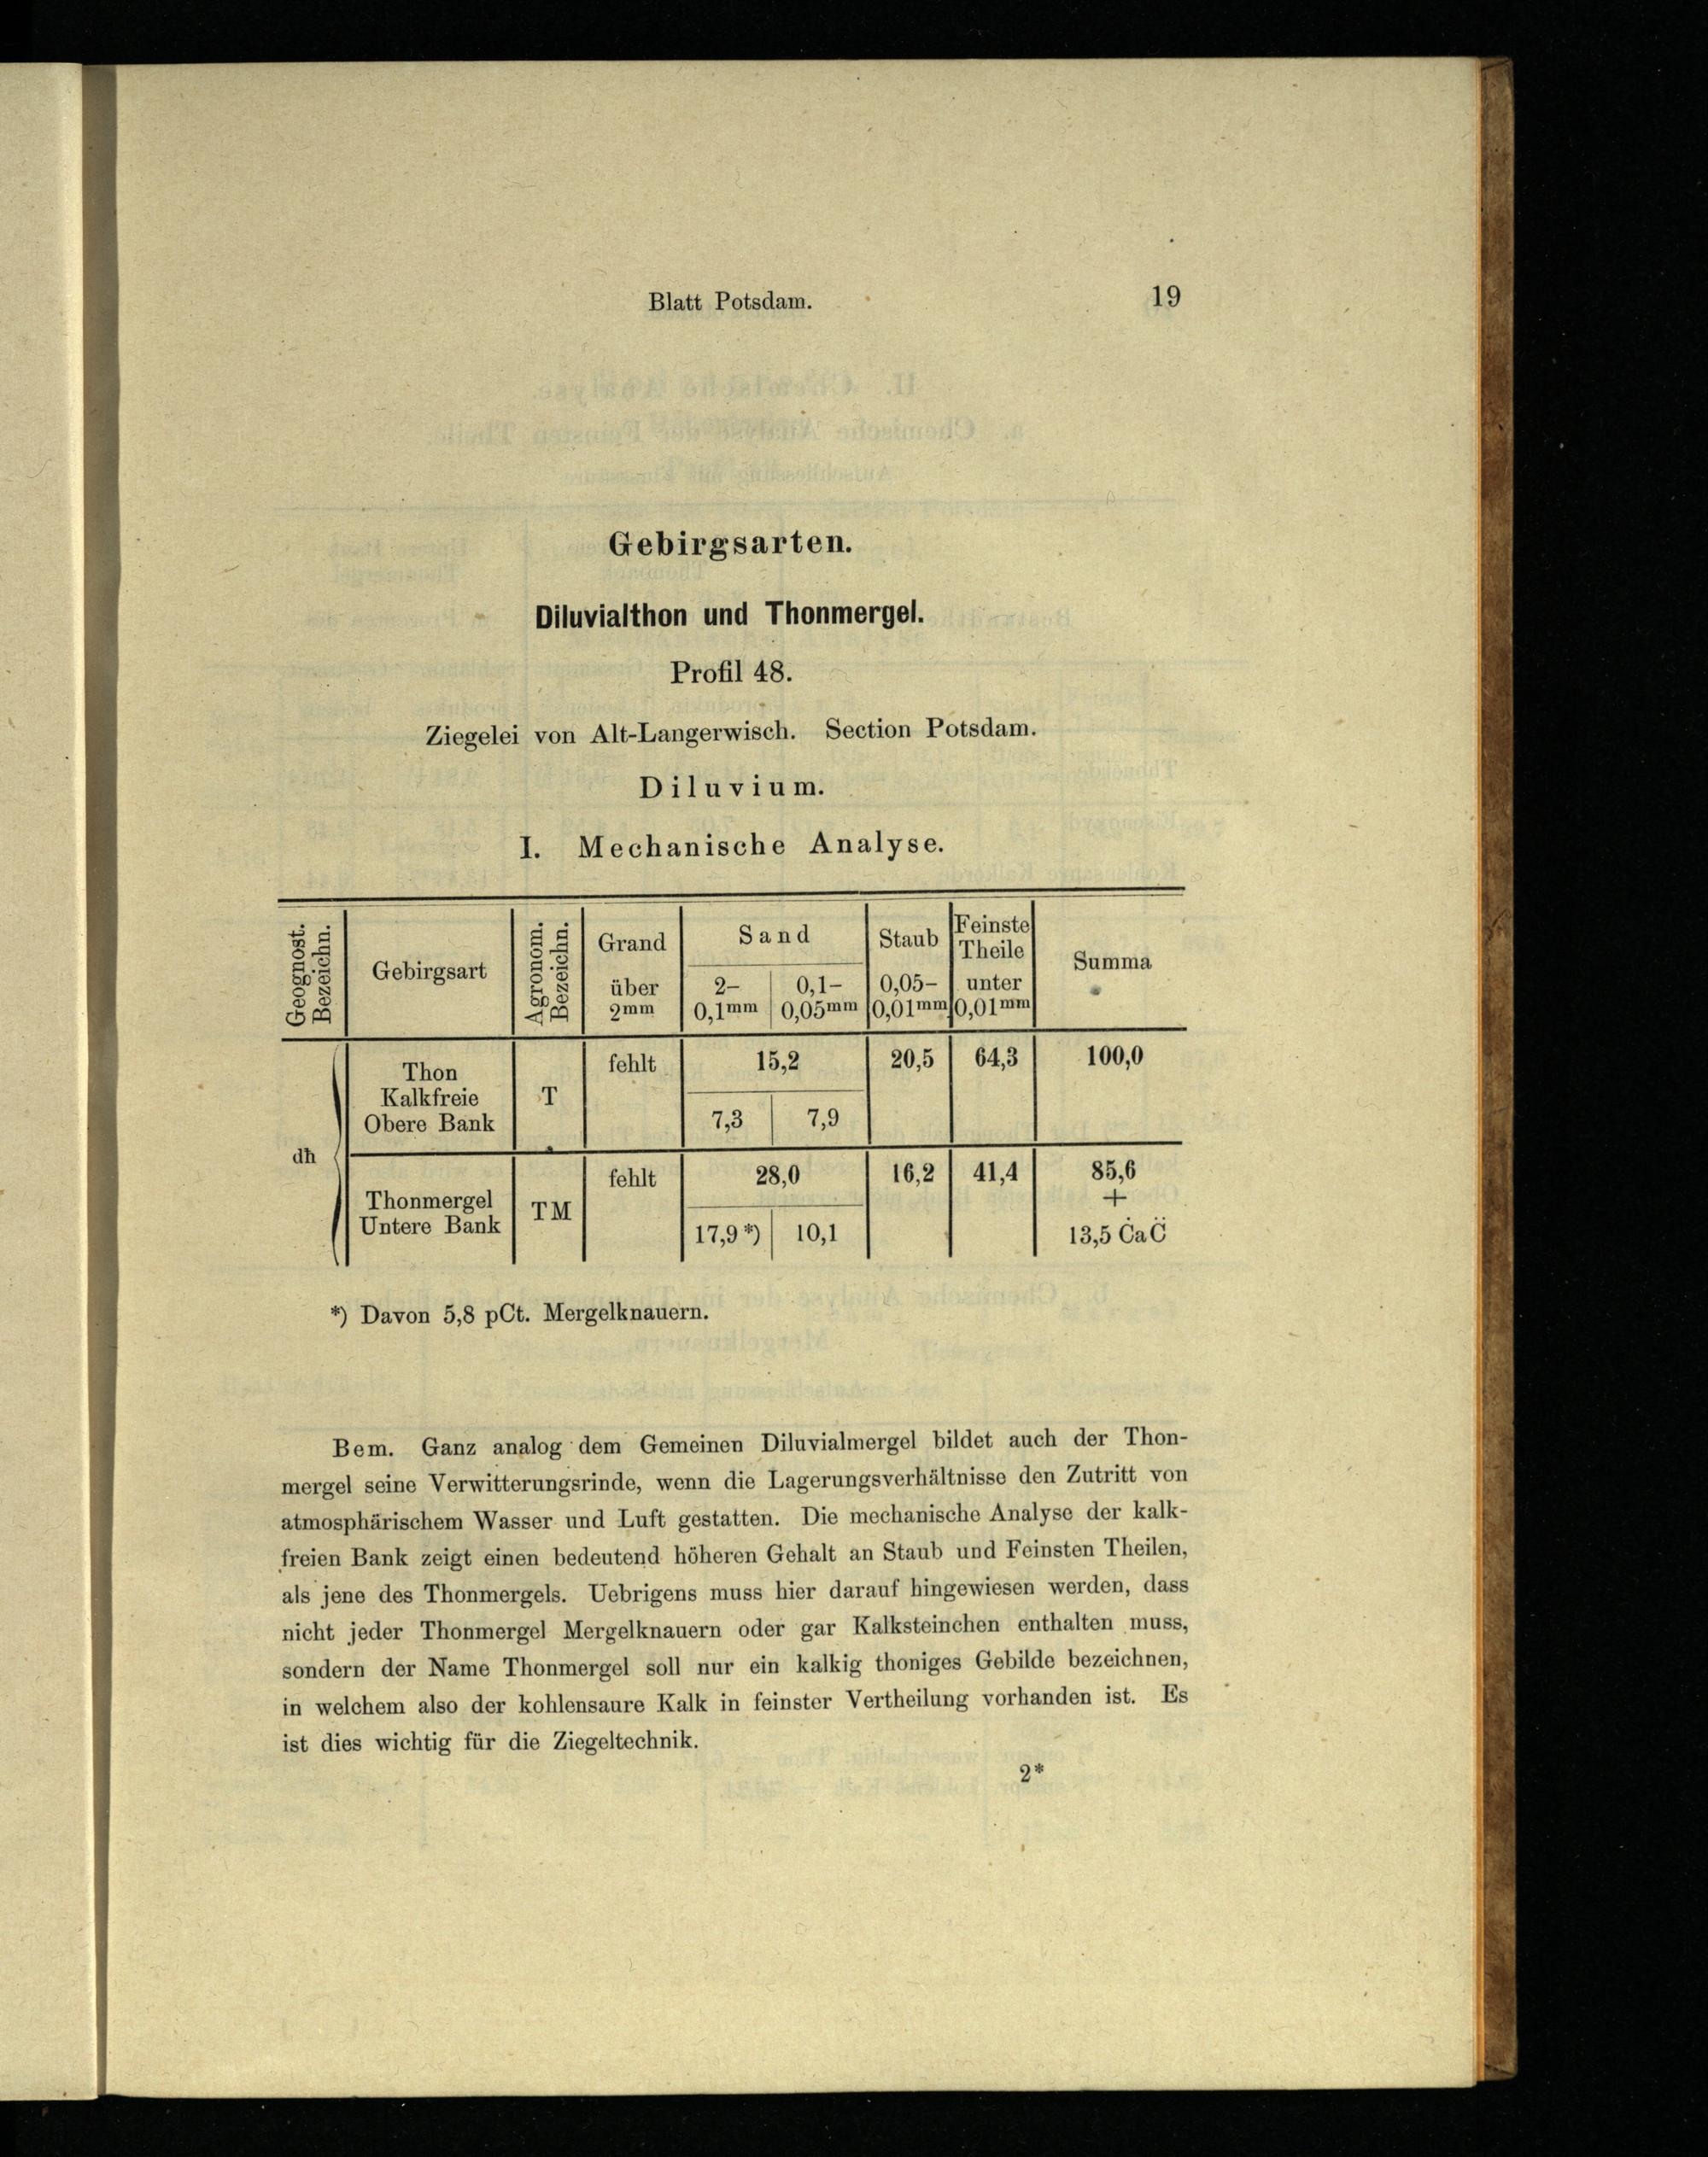 Blatt Potsdam. 19
Gebirgsarten.
Diluvialthon und Thonmergel.
Profil 48.
Ziegelei von Alt-Langerwisch. Section Potsdam.
Diluvium.
I. Mechanische Analyse.
Geognost. Bezeichn.
Gebirgsart
Agronom. Bezeichn.
Grand
über
2mm
Sand
2-
0,1mm
0,1-
0,05mm
Staub
0,05-
0,01mm
Feinste
Theile
unter
0,01mm
Summa
dh
Thon
Kalkfreie
Obere Bank
T
fehlt
15,2
7,3 7,9
20,5
64,3
100,0
Thonmergel
Untere Bank
TM
fehlt
28,0
17,9*) 10,1
16,2
41,4
85,6
+
13,5 ĊaC̈
*) Davon 5,8 pCt. Mergelknauern.
Bem. Ganz analog dem Gemeinen Diluvialmergel bildet auch der Thon-
mergel seine Verwitterungsrinde, wenn die Lagerungsverhältnisse den Zutritt von
atmosphärischem Wasser und Luft gestatten. Die mechanische Analyse der kalk-
freien Bank zeigt einen bedeutend höheren Gehalt an Staub und Feinsten Theilen,
als jene des Thonmergels. Uebrigens muss hier darauf hingewiesen werden, dass
nicht jeder Thonmergel Mergelknauern oder gar Kalksteinchen enthalten muss,
sondern der Name Thonmergel soll nur ein kalkig thoniges Gebilde bezeichnen,
in welchem also der kohlensaure Kalk in feinster Vertheilung vorhanden ist. Es
ist dies wichtig für die Ziegeltechnik.
2*